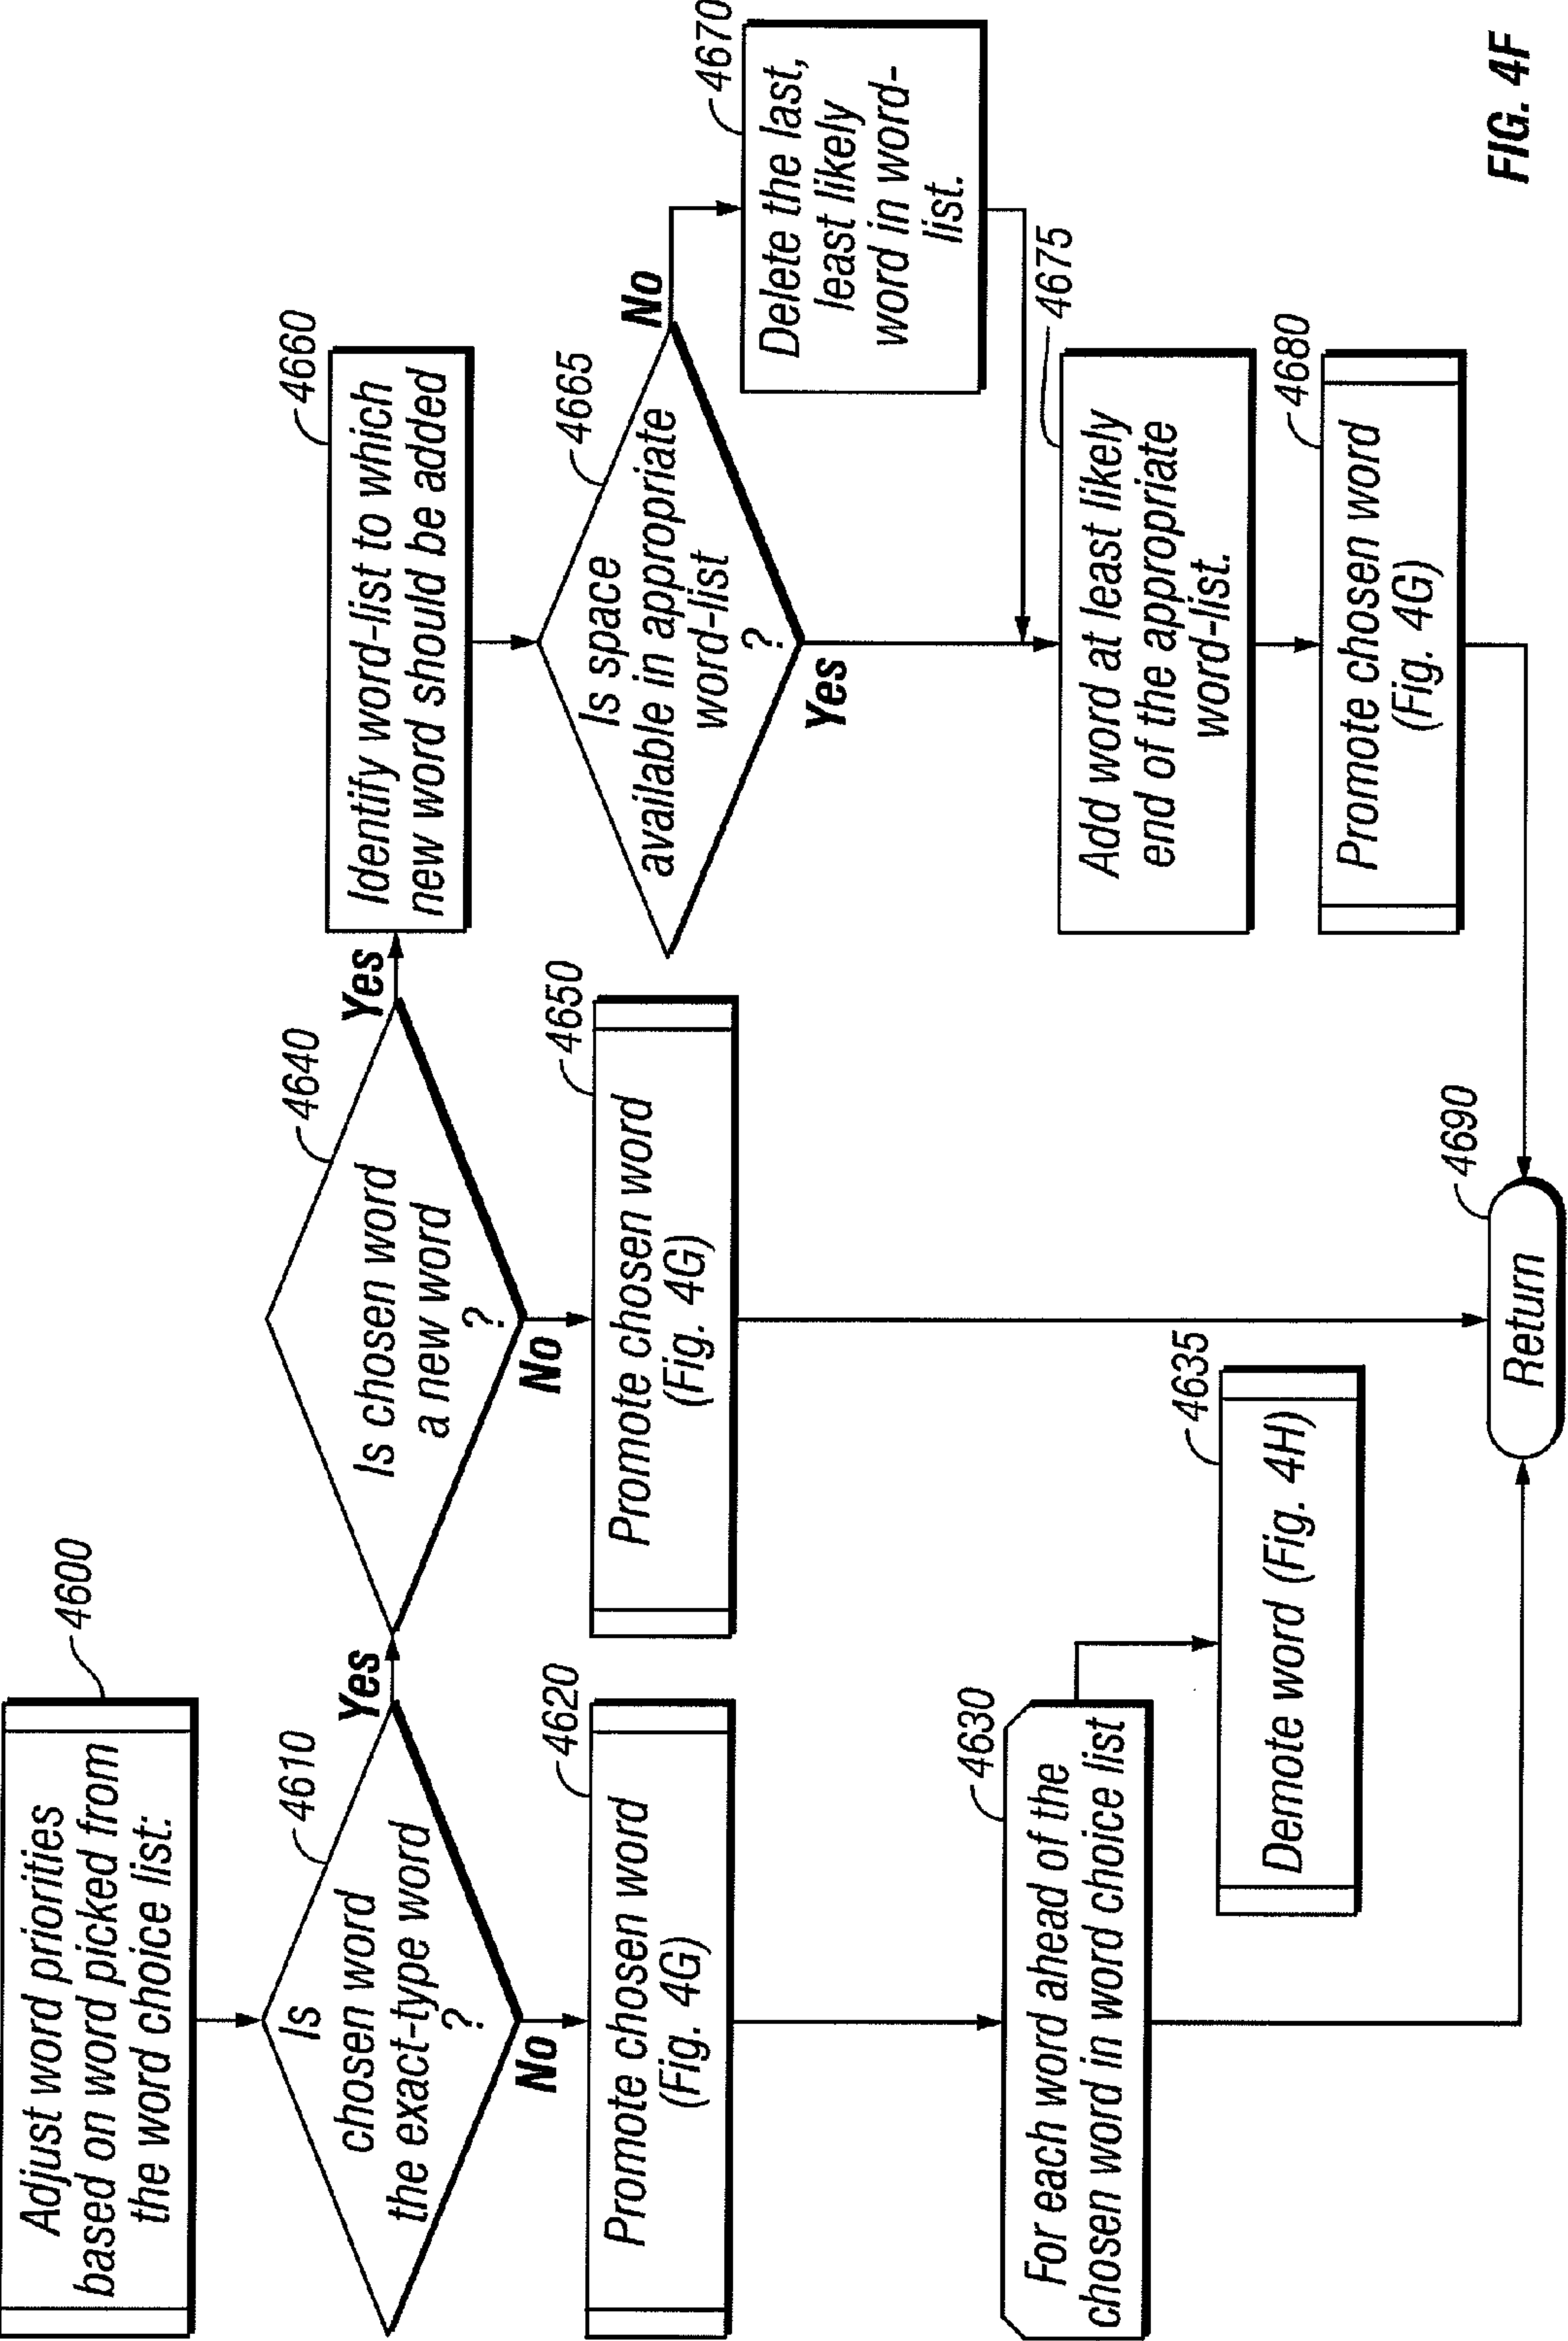 4600
Adjust word priorities
based on word picked from
the word choice list:
4610
Is
chosen word
the exact-type word
?
Yes
No
4620
Promote chosen word
(Fig. 4G)
4630
For each word ahead of the
chosen word in word choice list
4635
Demote word (Fig. 4H)
4640
Is chosen word
a new word
?
Yes
No
4650
Promote chosen word
(Fig. 4G)
4660
Identify word-list to which
new word should be added
4665
Is space
available in appropriate
word-list
?
No
Yes
4670
Delete the last,
least likely
word in word-
list.
4675
Add word at least likely
end of the appropriate
word-list.
4680
Promote chosen word
(Fig. 4G)
4690
Return
FIG. 4F